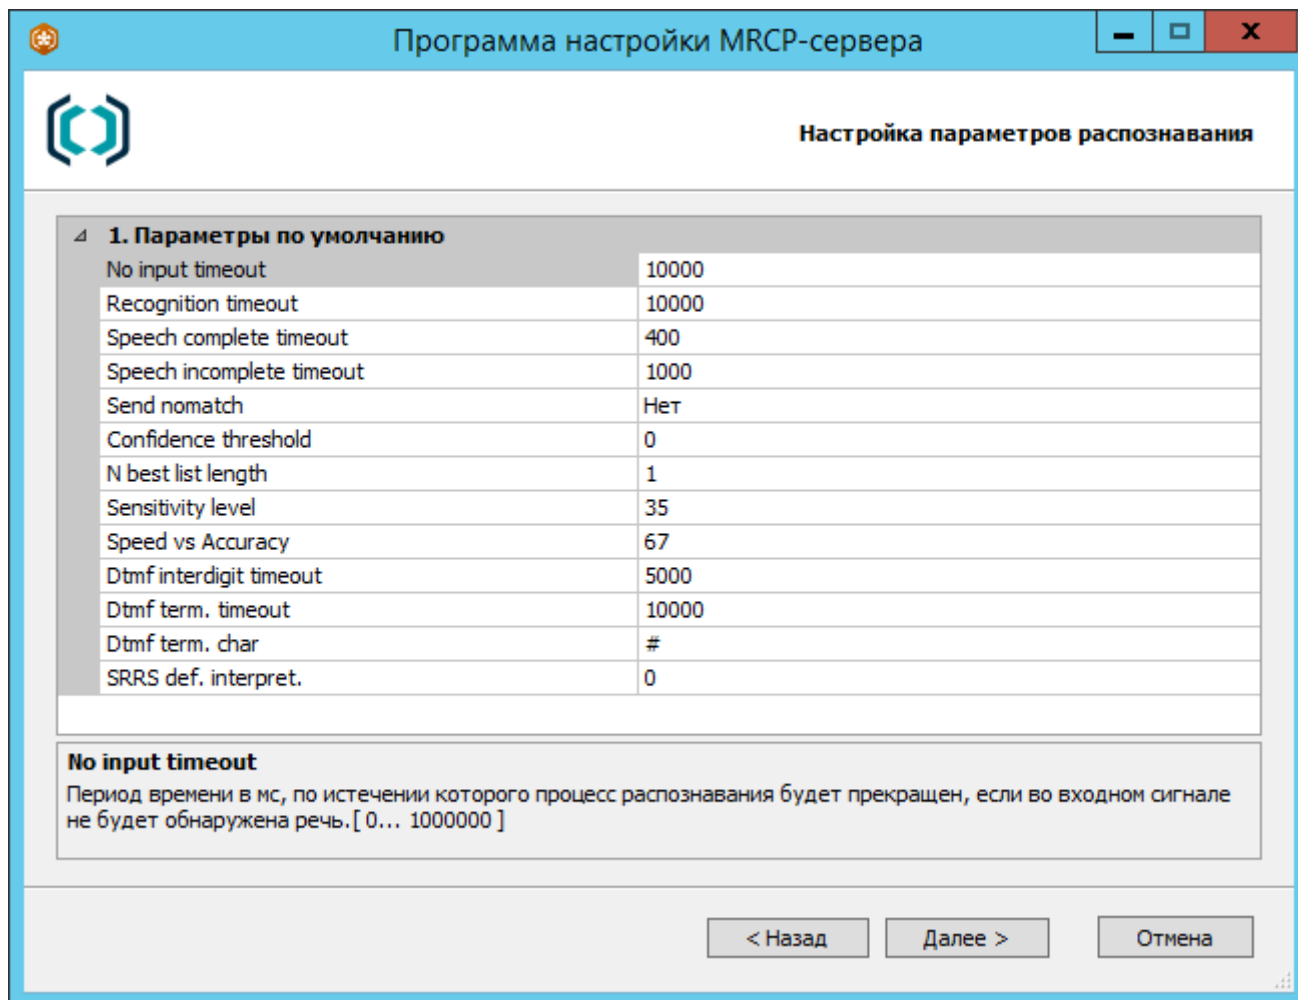 Программа настройки MRCP-сервера
Настройка параметров распознавания
1. Параметры по умолчанию
No input timeout 10000
Recognition timeout 10000
Speech complete timeout 400
Speech incomplete timeout 1000
Send nomatch Нет
Confidence threshold 0
N best list length 1
Sensitivity level 35
Speed vs Accuracy 67
Dtmf interdigit timeout 5000
Dtmf term. timeout 10000
Dtmf term. char #
SRRS def. interpret. 0
No input timeout
Период времени в мс, по истечении которого процесс распознавания будет прекращен, если во входном сигнале
не будет обнаружена речь.[ 0... 1000000 ]
< Назад Далее > Отмена